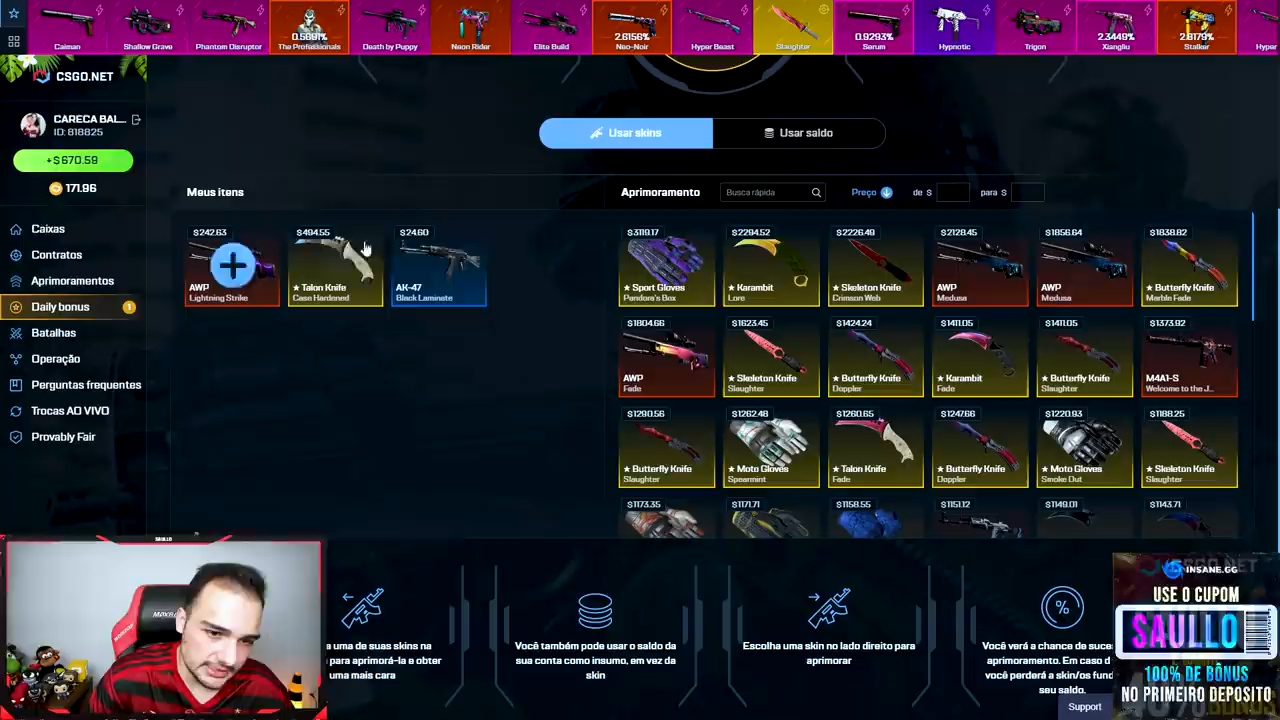 Caiman
Shallow Grave
Phantom Disruptor
0.5691%
The Professionals
Death by Puppy
Neon Rider
Elite Build
2.6156%
Neo-Noir
Hyper Beast
Slaughter
0.9293%
Serum
Hypnotic
Trigon
2.3449%
Xiangliu
2.8179%
Stalker
Hyper
CSGO.NET
CARECA BAL...
ID: 818825
+$670.59
171.96
Caixas
Contratos
Aprimoramentos
Daily bonus
1
Batalhas
Operação
Perguntas frequentes
Trocas AO VIVO
Provably Fair
Usar skins
Usar saldo
Meus itens
Aprimoramento
Busca rápida
Preço
de $
para $
$242.63
AWP
Lightning Strike
$494.55
★ Talon Knife
Case Hardened
$24.60
AK-47
Black Laminate
$3119.17
★ Sport Gloves
Pandora's Box
$2294.52
★ Karambit
Lore
$2226.49
★ Skeleton Knife
Crimson Web
$2128.45
AWP
Medusa
$1856.64
AWP
Medusa
$1838.82
★ Butterfly Knife
Marble Fade
$1804.66
AWP
Fade
$1623.45
★ Skeleton Knife
Slaughter
$1424.24
★ Butterfly Knife
Doppler
$1411.05
★ Karambit
Fade
$1411.05
★ Butterfly Knife
Slaughter
$1373.92
M4A1-S
Welcome to the J...
$1290.56
★ Butterfly Knife
Slaughter
$1262.48
★ Moto Gloves
Spearmint
$1260.65
★ Talon Knife
Fade
$1247.66
★ Butterfly Knife
Doppler
$1220.93
★ Moto Gloves
Smoke Out
$1188.25
★ Skeleton Knife
Slaughter
$1173.35
$1171.71
$1158.55
$1151.12
$1149.01
$1143.71
SAULLO
a uma de suas skins na
para aprimorá-la e obter
uma mais cara
Você também pode usar o saldo da
sua conta como insumo, em vez da
skin
Escolha uma skin no lado direito para
aprimorar
Você verá a chance de suce
aprimoramento. Em caso d
você perderá a skin/os fund
seu saldo.
Support
INSANE.GG
USE O CUPOM
SAULLO
100% DE BÔNUS
NO PRIMEIRO DEPOSITO